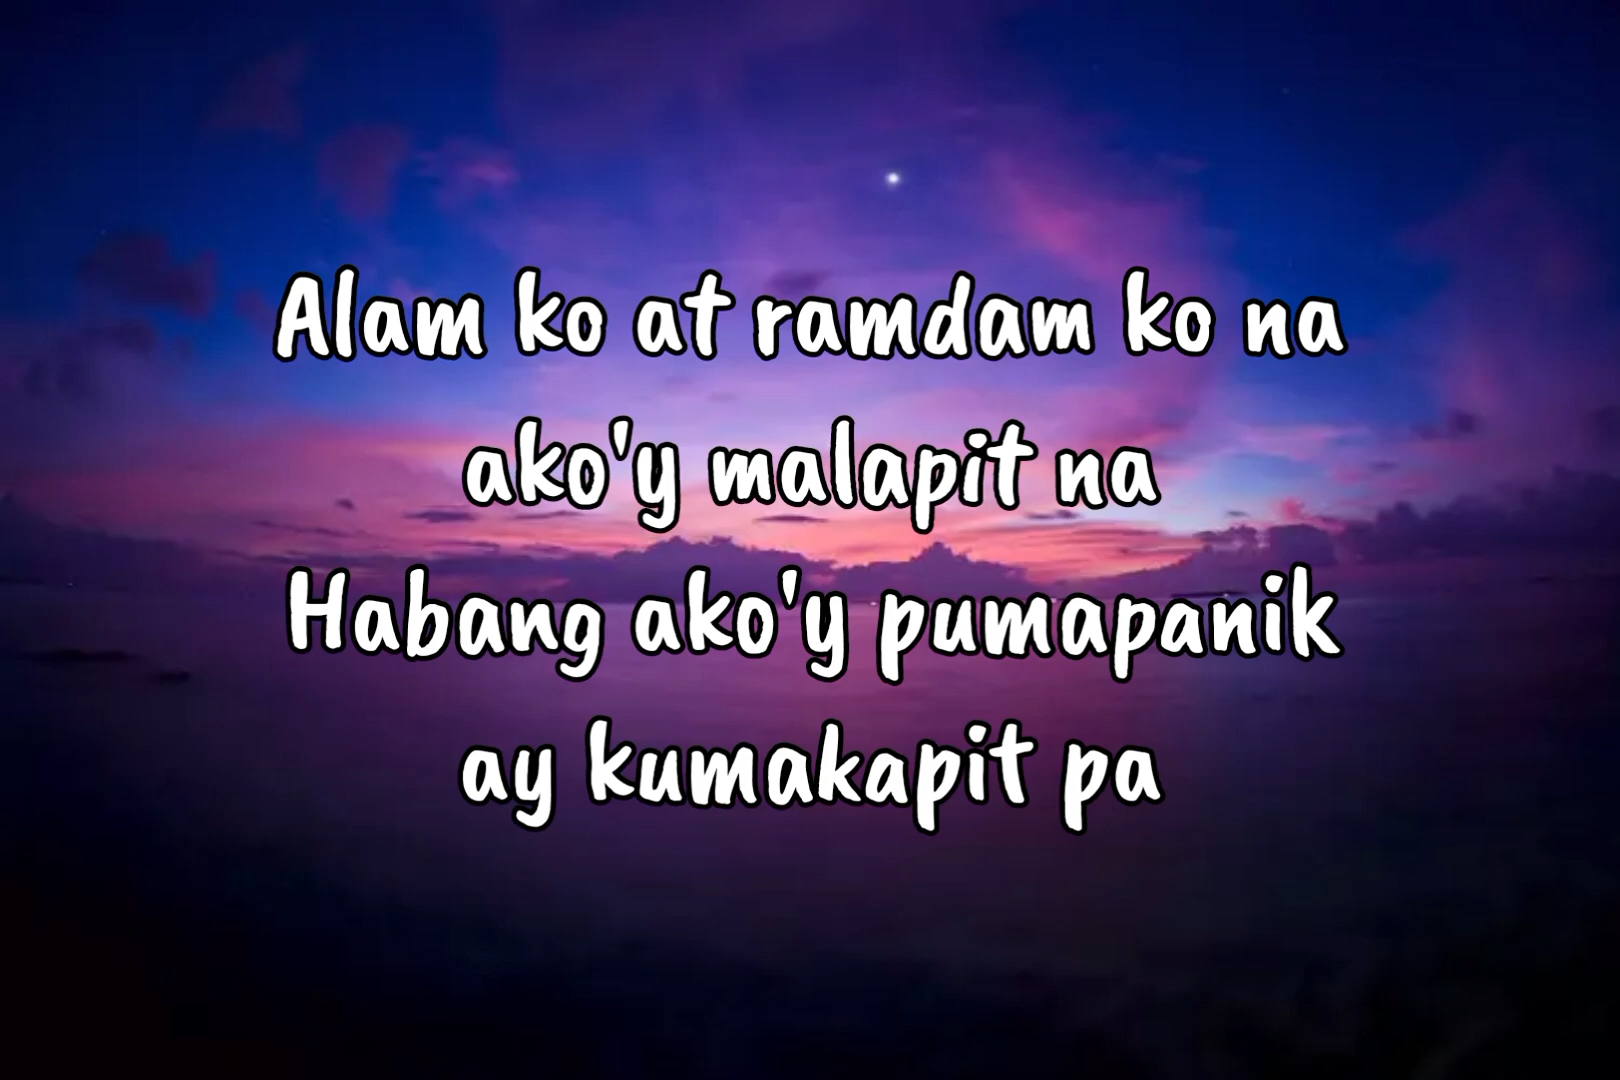 Alam ko at ramdam ko na
ako'y malapit na
Habang ako'y pumapanik
ay kumakapit pa